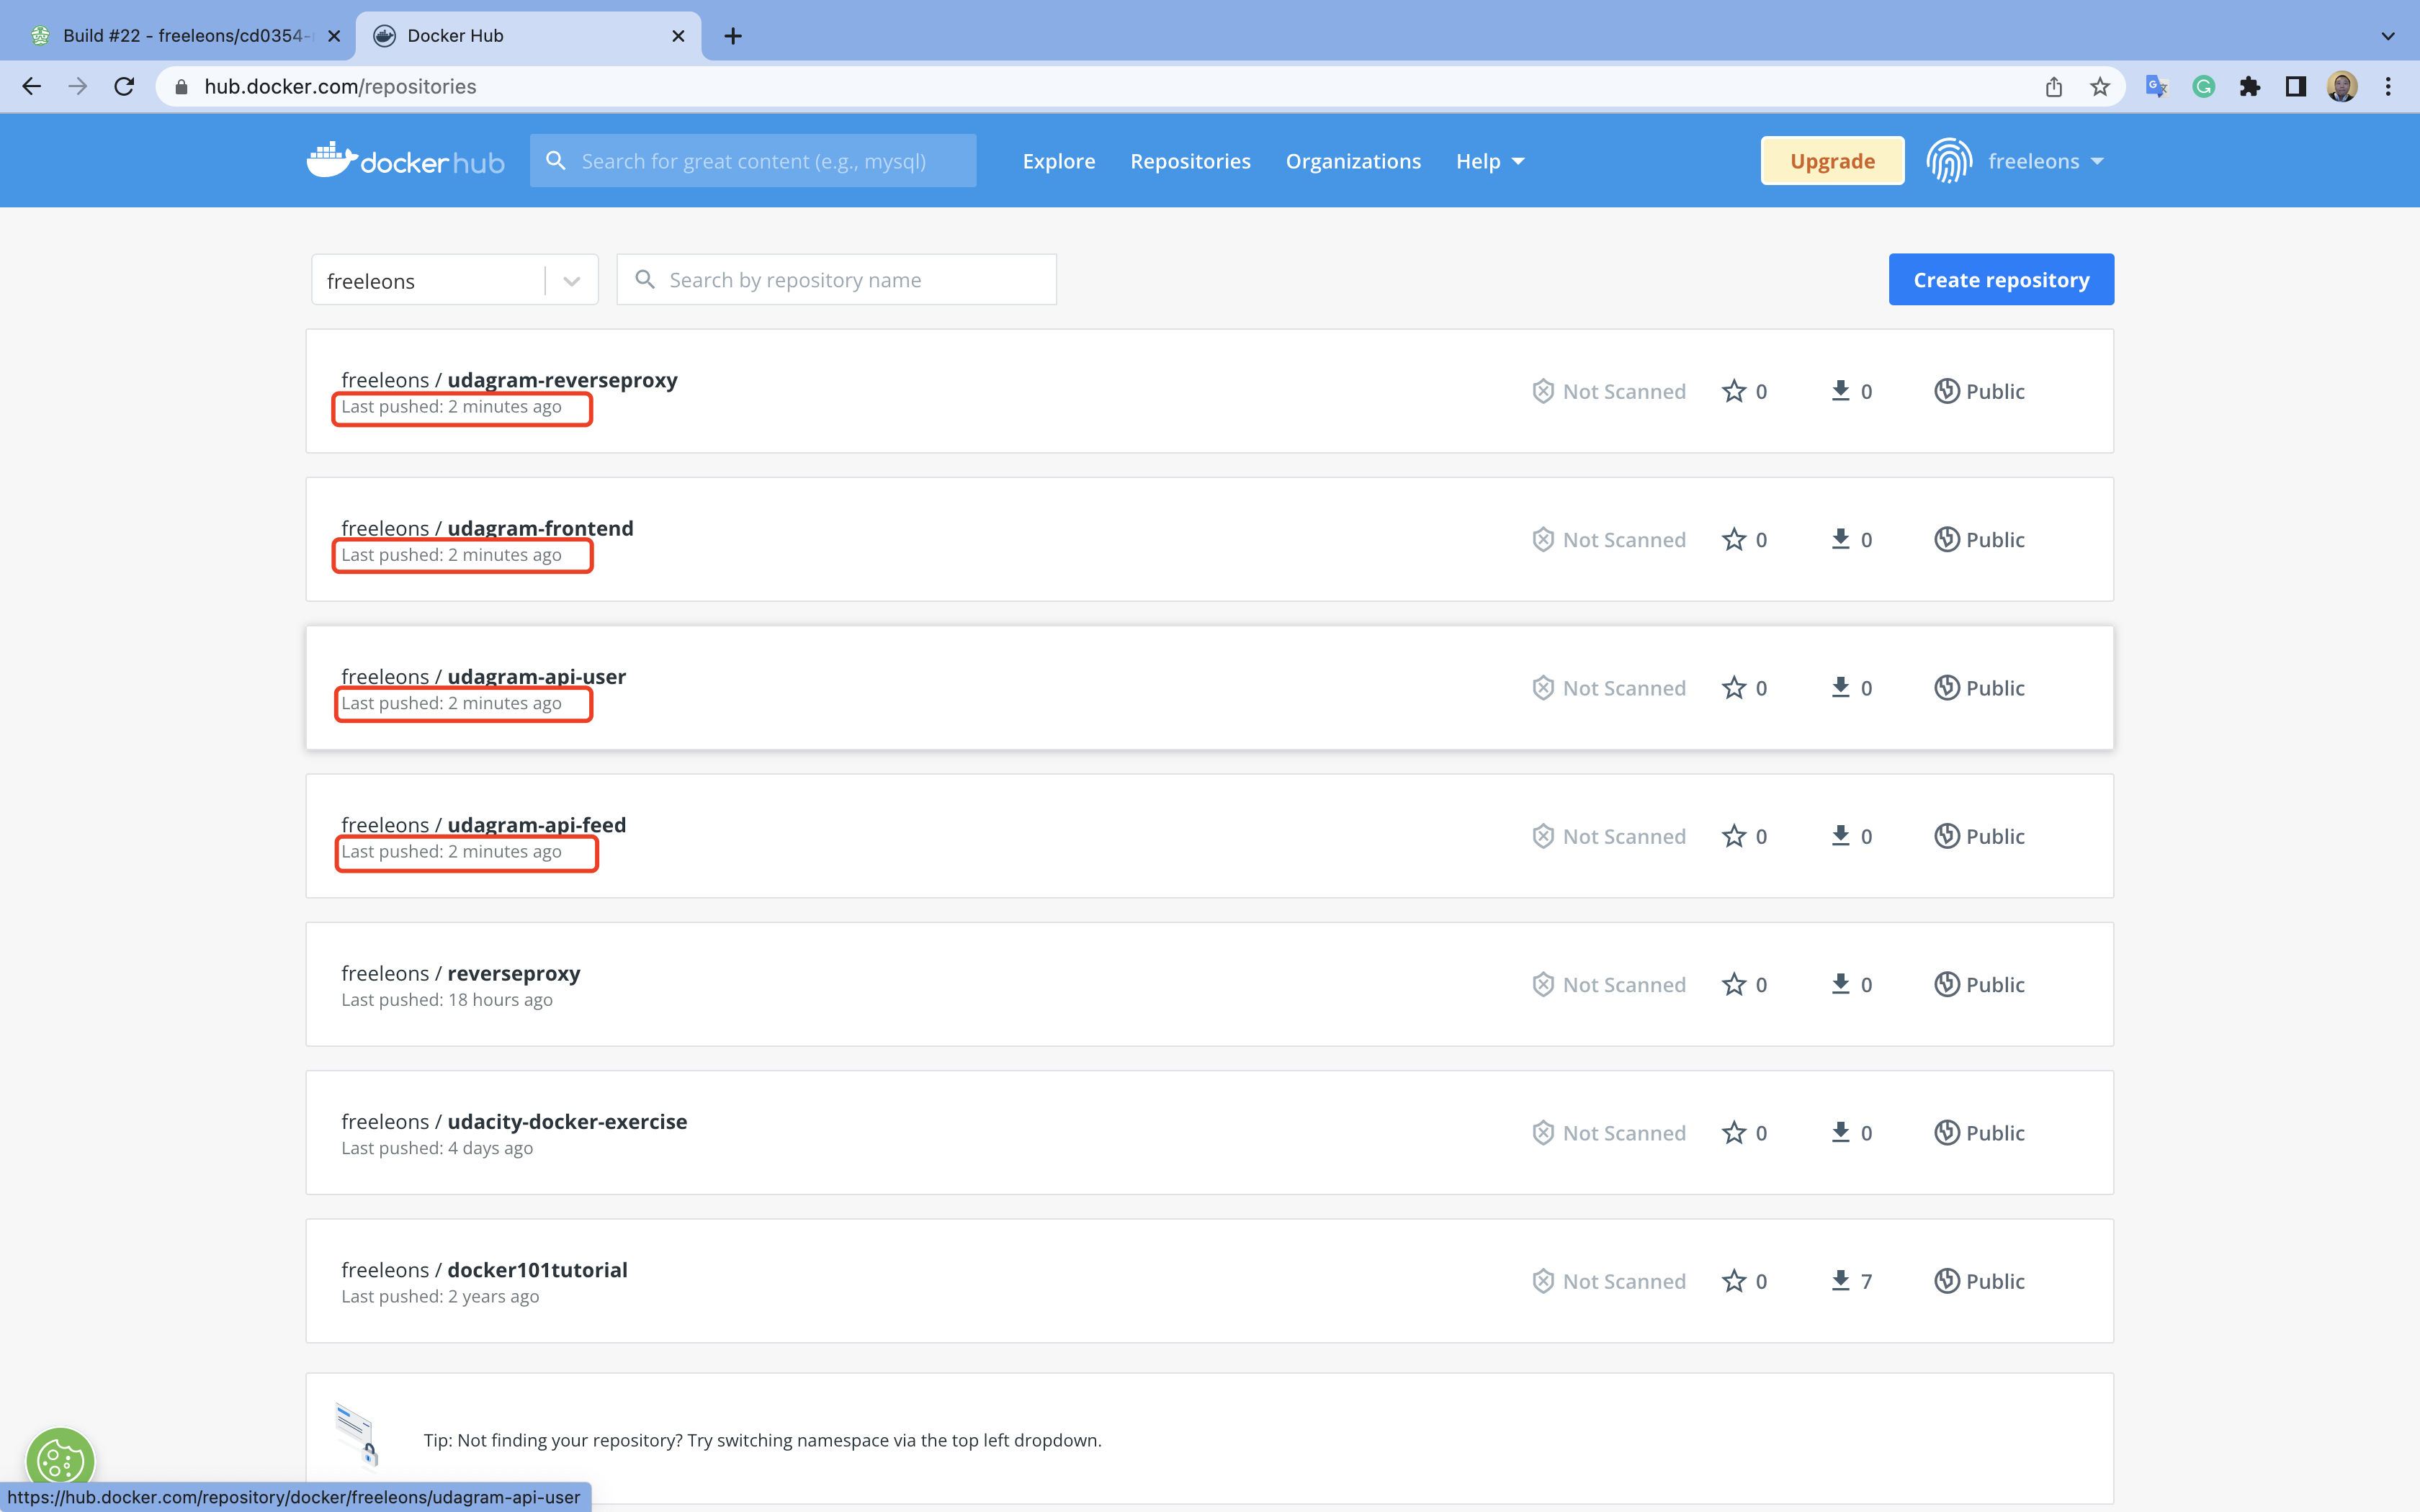 Build #22 - freeleons/cd0354-
Docker Hub
hub.docker.com/repositories
docker hub
Search for great content (e.g., mysql)
Explore
Repositories
Organizations
Help
Upgrade
freeleons
freeleons
Search by repository name
Create repository
freeleons / udagram-reverseproxy
Last pushed: 2 minutes ago
Not Scanned
0
0
Public
freeleons / udagram-frontend
Last pushed: 2 minutes ago
Not Scanned
0
0
Public
freeleons / udagram-api-user
Last pushed: 2 minutes ago
Not Scanned
0
0
Public
freeleons / udagram-api-feed
Last pushed: 2 minutes ago
Not Scanned
0
0
Public
freeleons / reverseproxy
Last pushed: 18 hours ago
Not Scanned
0
0
Public
freeleons / udacity-docker-exercise
Last pushed: 4 days ago
Not Scanned
0
0
Public
freeleons / docker101tutorial
Last pushed: 2 years ago
Not Scanned
0
7
Public
Tip: Not finding your repository? Try switching namespace via the top left dropdown.
https://hub.docker.com/repository/docker/freeleons/udagram-api-user